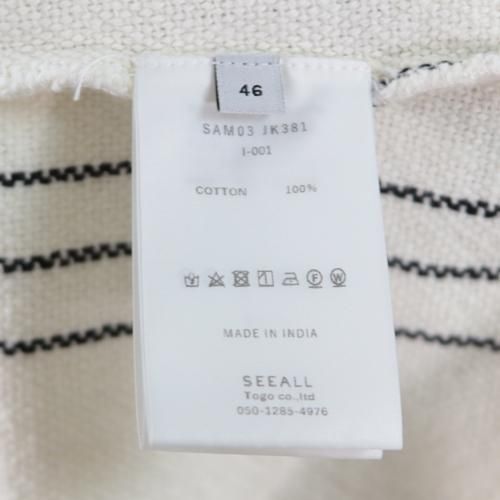 46
SAM03 JK381
I-001
COTTON 100%
F W
MADE IN INDIA
SEEALL
Togo co.,ltd
050-1285-4976